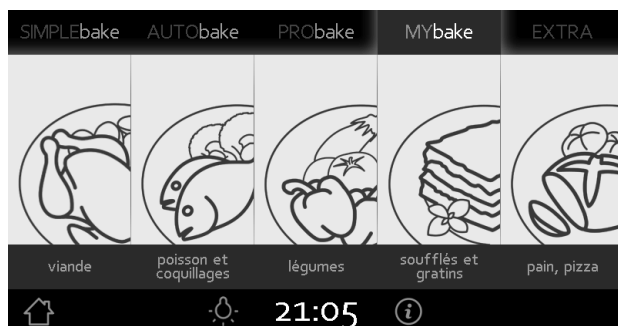 SIMPLEbake AUTObake PRObake MYbake EXTRA
viande
poisson et
coquillages
légumes
soufflés et
gratins
pain, pizza
21:05
i